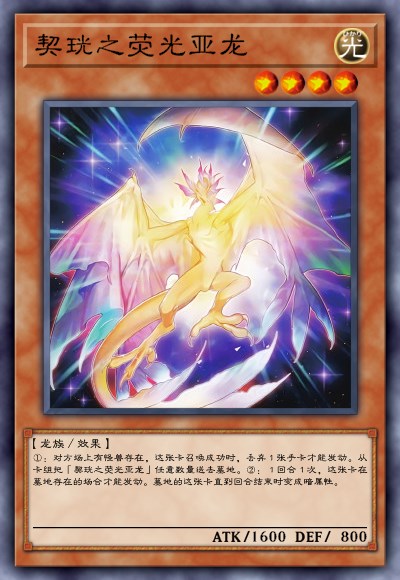 契珖之荧光亚龙
光
【龙族／效果】
①：对方场上有怪兽存在，这张卡召唤成功时，丢弃1张手卡才能发动。从
卡组把「契珖之荧光亚龙」任意数量送去墓地。②：1回合1次，这张卡在
墓地存在的场合才能发动。墓地的这张卡直到回合结束时变成暗属性。
ATK/1600 DEF/ 800